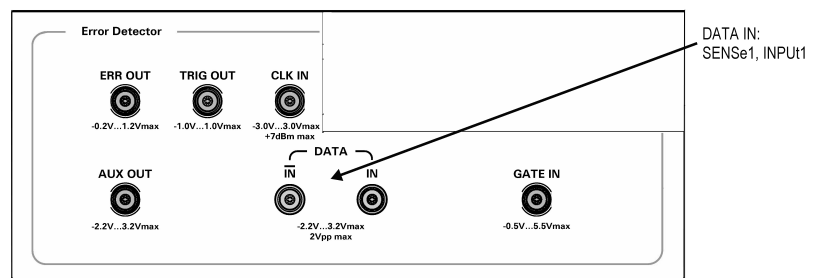 Error Detector
DATA IN:
SENSe1, INPUt1
ERR OUT TRIG OUT CLK IN
-0.2V...1.2Vmax -1.0V...1.0Vmax -3.0V...3.0Vmax
+7dBm max
DATA
AUX OUT IN IN GATE IN
-2.2V...3.2Vmax -2.2V...3.2Vmax -0.5V...5.5Vmax
2Vpp max